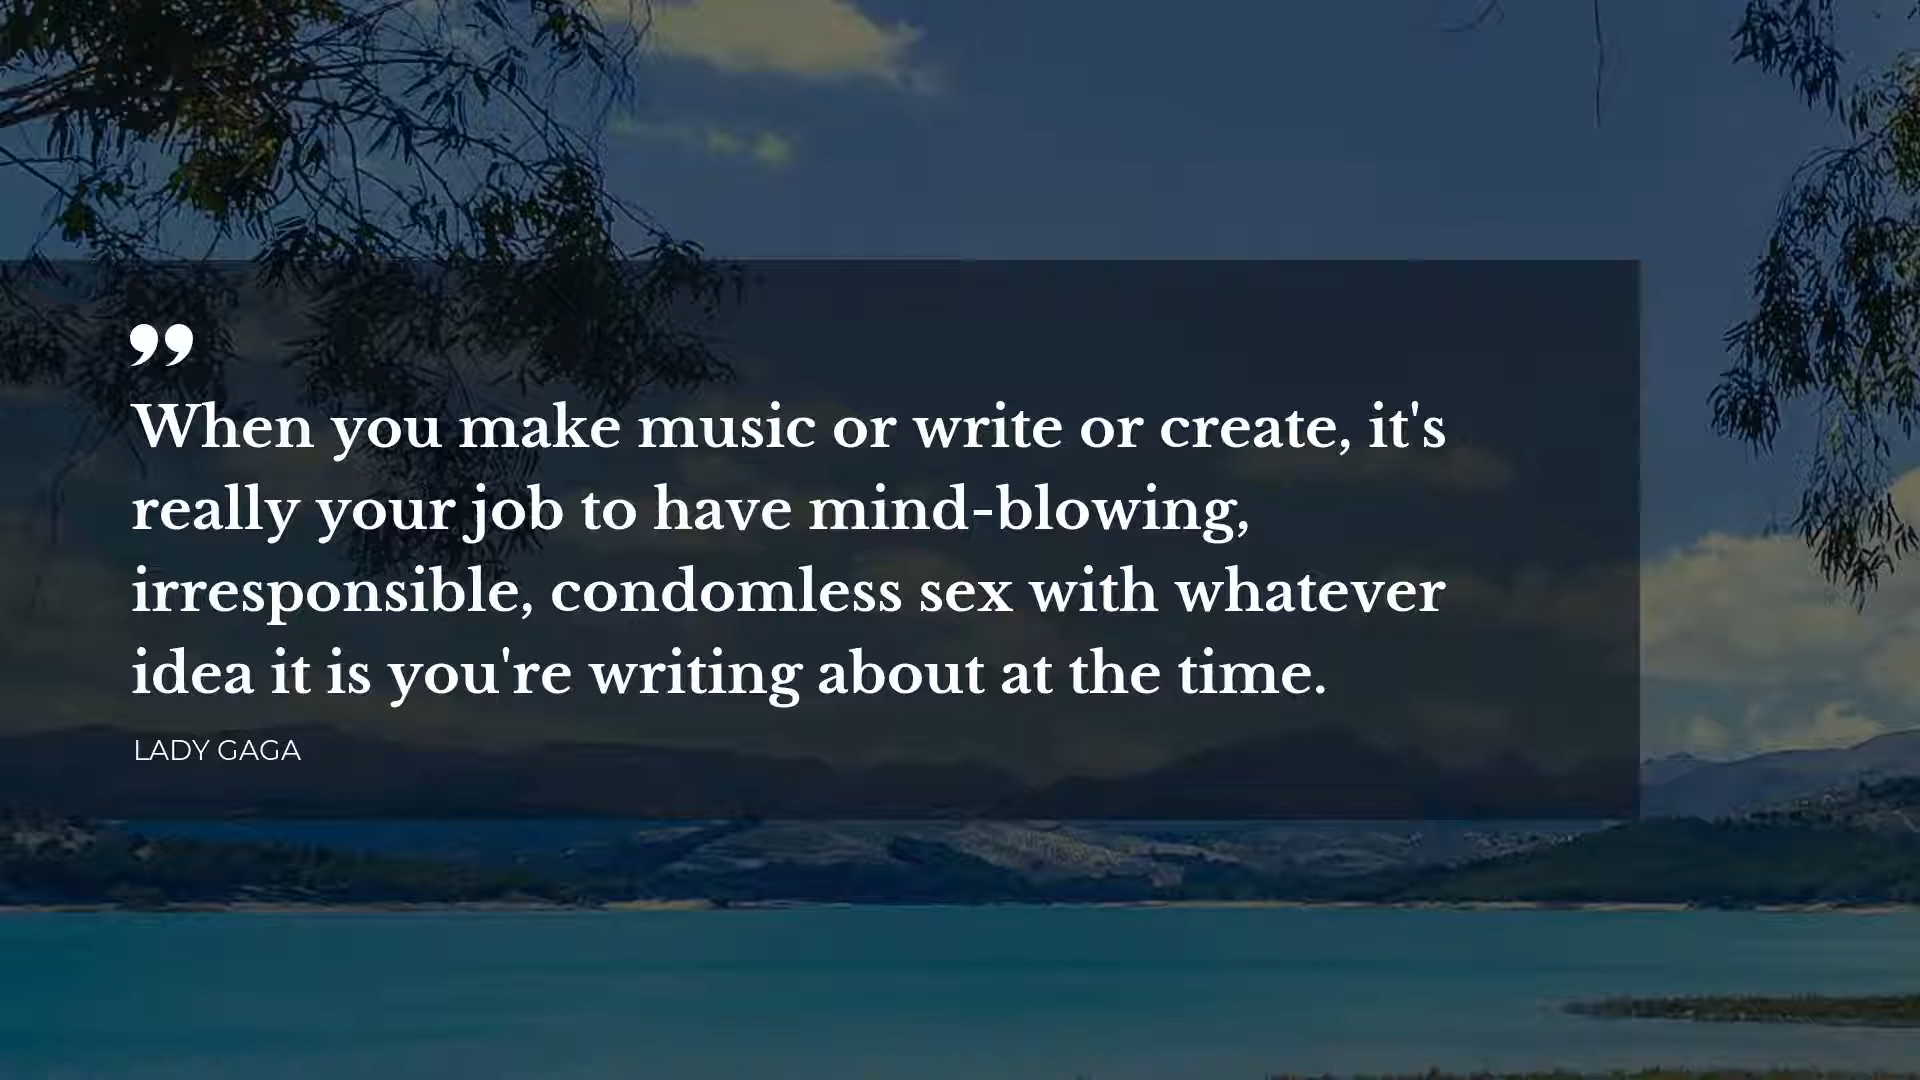 ”
When you make music or write or create, it's
really your job to have mind-blowing,
irresponsible, condomless sex with whatever
idea it is you're writing about at the time.
LADY GAGA